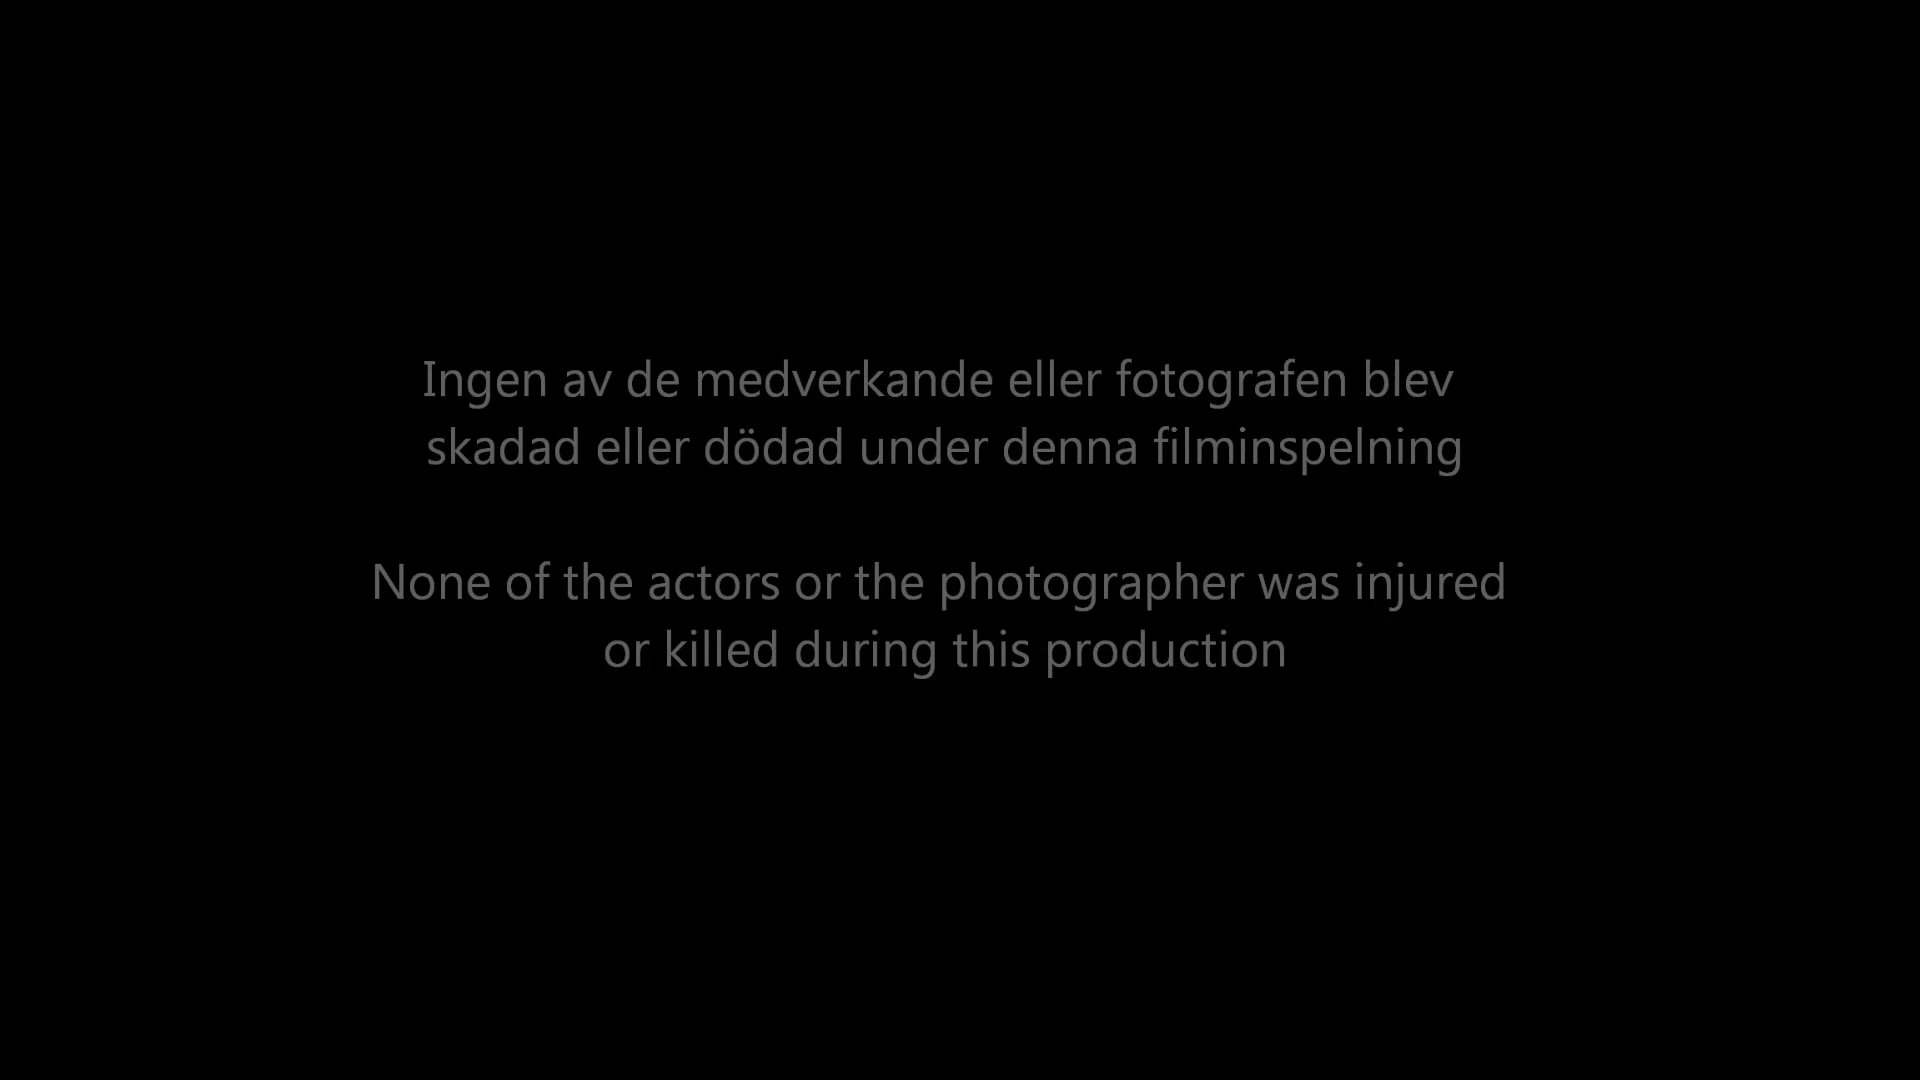 Ingen av de medverkande eller fotografen blev
skadad eller dödad under denna filminspelning
None of the actors or the photographer was injured
or killed during this production